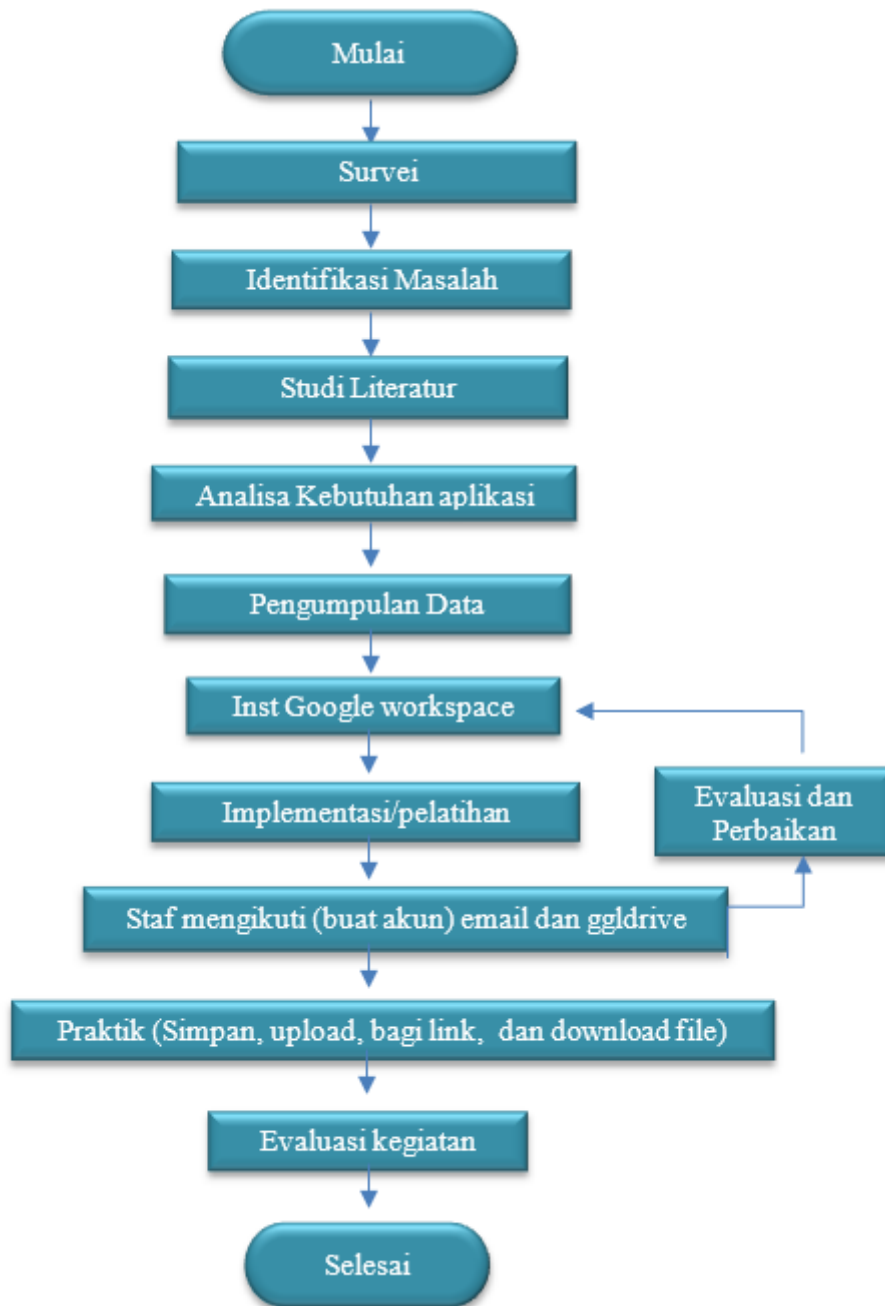 Mulai
Survei
Identifikasi Masalah
Studi Literatur
Analisa Kebutuhan aplikasi
Pengumpulan Data
Inst Google workspace
Implementasi/pelatihan
Evaluasi dan
Perbaikan
Staf mengikuti (buat akun) email dan ggldrive
Praktik (Simpan, upload, bagi link, dan download file)
Evaluasi kegiatan
Selesai